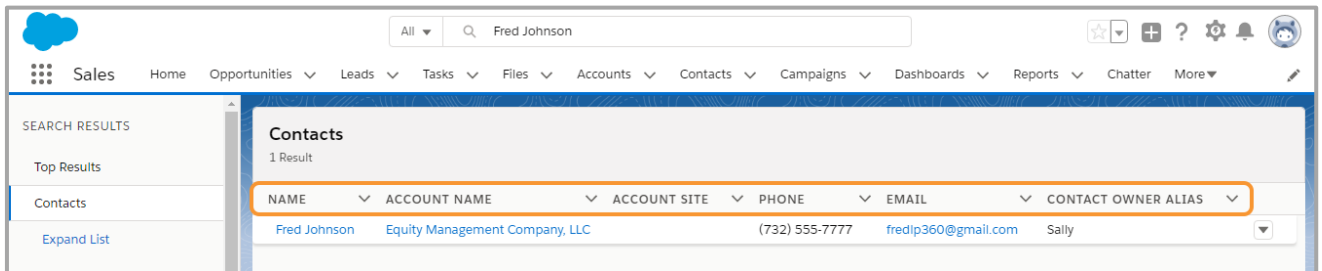 All Fred Johnson
Sales Home Opportunities Leads Tasks Files Accounts Contacts Campaigns Dashboards Reports Chatter More
SEARCH RESULTS
Top Results
Contacts
Expand List
Contacts
1 Result
NAME ACCOUNT NAME ACCOUNT SITE PHONE EMAIL CONTACT OWNER ALIAS
Fred Johnson Equity Management Company, LLC (732) 555-7777 fredlp360@gmail.com Sally